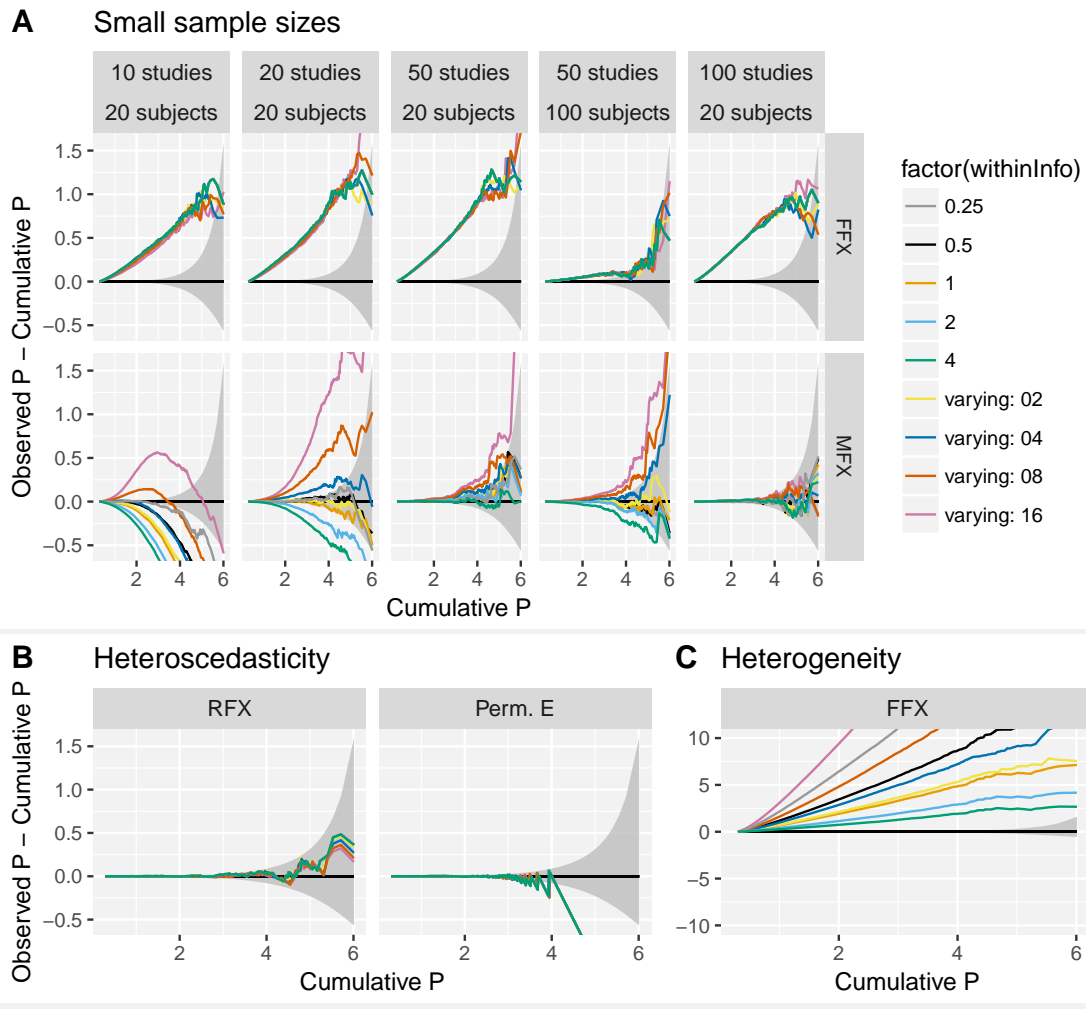 A Small sample sizes
10 studies 20 studies 50 studies 50 studies 100 studies
20 subjects 20 subjects 20 subjects 100 subjects 20 subjects
Observed P − Cumulative P
1.5
1.0
0.5
0.0
−0.5
FFX
1.5
1.0
0.5
0.0
−0.5
MFX
2 4 6 2 4 6 2 4 6 2 4 6 2 4 6
Cumulative P
factor(withinInfo)
0.25
0.5
1
2
4
varying: 02
varying: 04
varying: 08
varying: 16
B Heteroscedasticity
RFX Perm. E
Observed P − Cumulative P
1.5
1.0
0.5
0.0
−0.5
2 4 6 2 4 6
Cumulative P
C Heterogeneity
FFX
10
5
0
−5
−10
2 4 6
Cumulative P